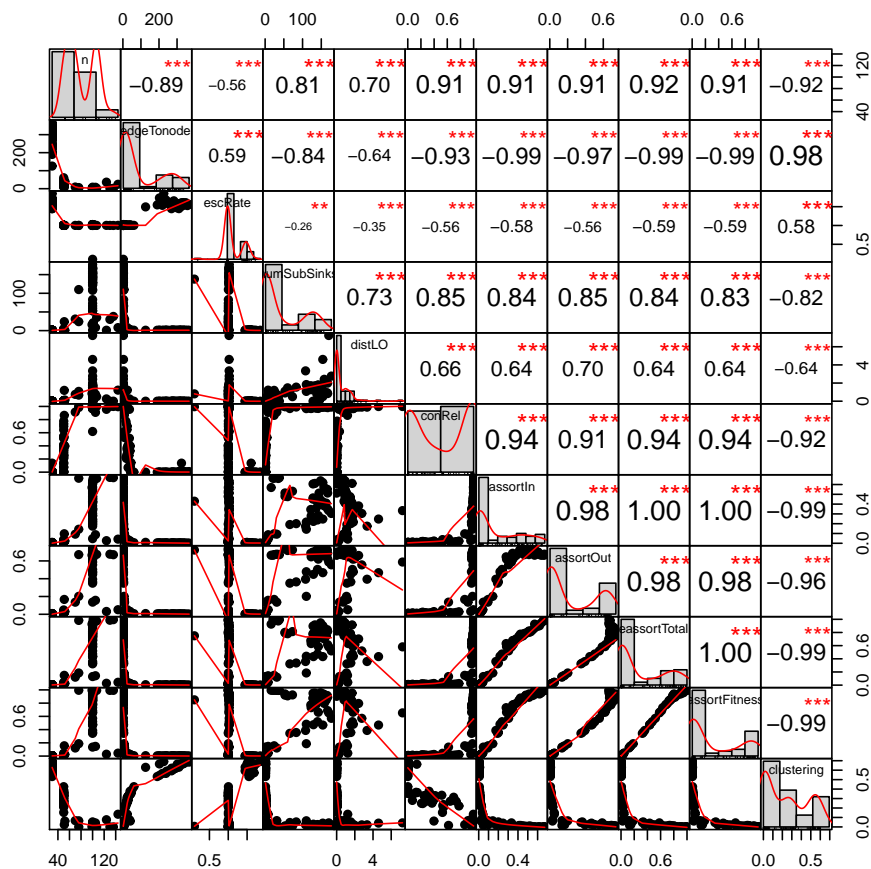 0 200 0 100 0.0 0.6 0.0 0.6 0.0 0.6
n *** −0.89 *** −0.56 *** 0.81 *** 0.70 *** 0.91 *** 0.91 *** 0.91 *** 0.92 *** 0.91 *** −0.92 40 120
0 200 edgeTonode *** 0.59 *** −0.84 *** −0.64 *** −0.93 *** −0.99 *** −0.97 *** −0.99 *** −0.99 *** 0.98
escRate ** −0.26 *** −0.35 *** −0.56 *** −0.58 *** −0.56 *** −0.59 *** −0.59 *** 0.58 0.5
0 100 umSubSinks *** 0.73 *** 0.85 *** 0.84 *** 0.85 *** 0.84 *** 0.83 *** −0.82
distLO *** 0.66 *** 0.64 *** 0.70 *** 0.64 *** 0.64 *** −0.64 0 4
0.0 0.6 conRel *** 0.94 *** 0.91 *** 0.94 *** 0.94 *** −0.92
assortIn *** 0.98 *** 1.00 *** 1.00 *** −0.99 0.0 0.4
0.0 0.6 assortOut *** 0.98 *** 0.98 *** −0.96
eassortTotal *** 1.00 *** −0.99 0.0 0.6
0.0 0.6 ssortFitness *** −0.99
clustering 0.0 0.5
40 120 0.5 0 4 0.0 0.4 0.0 0.6 0.0 0.5